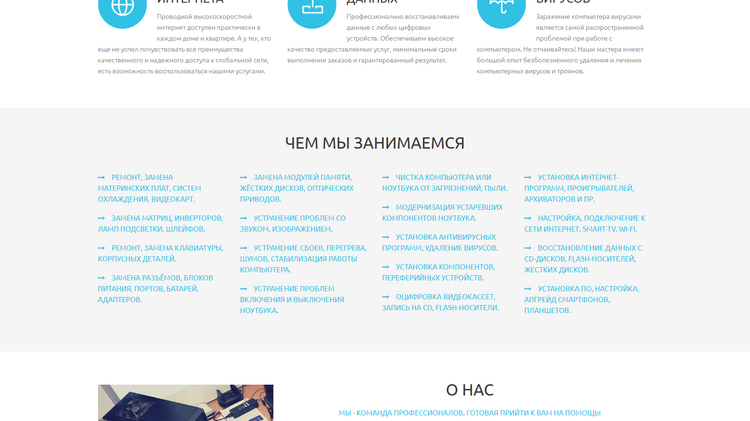 ИНТЕРНЕТА
Проводной высокоскоростной
интернет доступен практически в
каждом доме и квартире. А у тех, кто
еще не успел почувствовать все преимущества
качественного и надежного доступа к глобальной сети,
есть возможность воспользоваться нашими услугами.
ДАННЫХ
Профессионально восстанавливаем
данные с любых цифровых
устройств. Обеспечиваем высокое
качество предоставляемых услуг, минимальные сроки
выполнения заказов и гарантированный результат.
ВИРУСОВ
Заражение компьютера вирусами
является самой распространенной
проблемой при работе с
компьютером. Не отчаивайтесь! Наши мастера имеют
большой опыт безболезненного удаления и лечения
компьютерных вирусов и троянов.
ЧЕМ МЫ ЗАНИМАЕМСЯ
РЕМОНТ, ЗАМЕНА
МАТЕРИНСКИХ ПЛАТ, СИСТЕМ
ОХЛАЖДЕНИЯ, ВИДЕОКАРТ.
ЗАМЕНА МАТРИЦ, ИНВЕРТОРОВ,
ЛАМП ПОДСВЕТКИ, ШЛЕЙФОВ.
РЕМОНТ, ЗАМЕНА КЛАВИАТУРЫ,
КОРПУСНЫХ ДЕТАЛЕЙ.
ЗАМЕНА РАЗЪЁМОВ, БЛОКОВ
ПИТАНИЯ, ПОРТОВ, БАТАРЕЙ,
АДАПТЕРОВ.
ЗАМЕНА МОДУЛЕЙ ПАМЯТИ,
ЖЁСТКИХ ДИСКОВ, ОПТИЧЕСКИХ
ПРИВОДОВ.
УСТРАНЕНИЕ ПРОБЛЕМ СО
ЗВУКОМ, ИЗОБРАЖЕНИЕМ.
УСТРАНЕНИЕ СБОЕВ, ПЕРЕГРЕВА,
ШУМОВ, СТАБИЛИЗАЦИЯ РАБОТЫ
КОМПЬЮТЕРА.
УСТРАНЕНИЕ ПРОБЛЕМ
ВКЛЮЧЕНИЯ И ВЫКЛЮЧЕНИЯ
НОУТБУКА.
ЧИСТКА КОМПЬЮТЕРА ИЛИ
НОУТБУКА ОТ ЗАГРЯЗНЕНИЙ, ПЫЛИ.
МОДЕРНИЗАЦИЯ УСТАРЕВШИХ
КОМПОНЕНТОВ НОУТБУКА.
УСТАНОВКА АНТИВИРУСНЫХ
ПРОГРАММ, УДАЛЕНИЕ ВИРУСОВ.
УСТАНОВКА КОМПОНЕНТОВ,
ПЕРЕФЕРИЙНЫХ УСТРОЙСТВ.
ОЦИФРОВКА ВИДЕОКАССЕТ,
ЗАПИСЬ НА CD, FLASH-НОСИТЕЛИ.
УСТАНОВКА ИНТЕРНЕТ-
ПРОГРАММ, ПРОИГРЫВАТЕЛЕЙ,
АРХИВАТОРОВ И ПР.
НАСТРОЙКА, ПОДКЛЮЧЕНИЕ К
СЕТИ ИНТЕРНЕТ, SMART-TV, WI-FI.
ВОССТАНОВЛЕНИЕ ДАННЫХ С
CD-ДИСКОВ, FLASH-НОСИТЕЛЕЙ,
ЖЕСТКИХ ДИСКОВ.
УСТАНОВКА ПО, НАСТРОЙКА,
АПГРЕЙД СМАРТФОНОВ,
ПЛАНШЕТОВ.
О НАС
МЫ - КОМАНДА ПРОФЕССИОНАЛОВ, ГОТОВАЯ ПРИЙТИ К ВАМ НА ПОМОЩЬ!